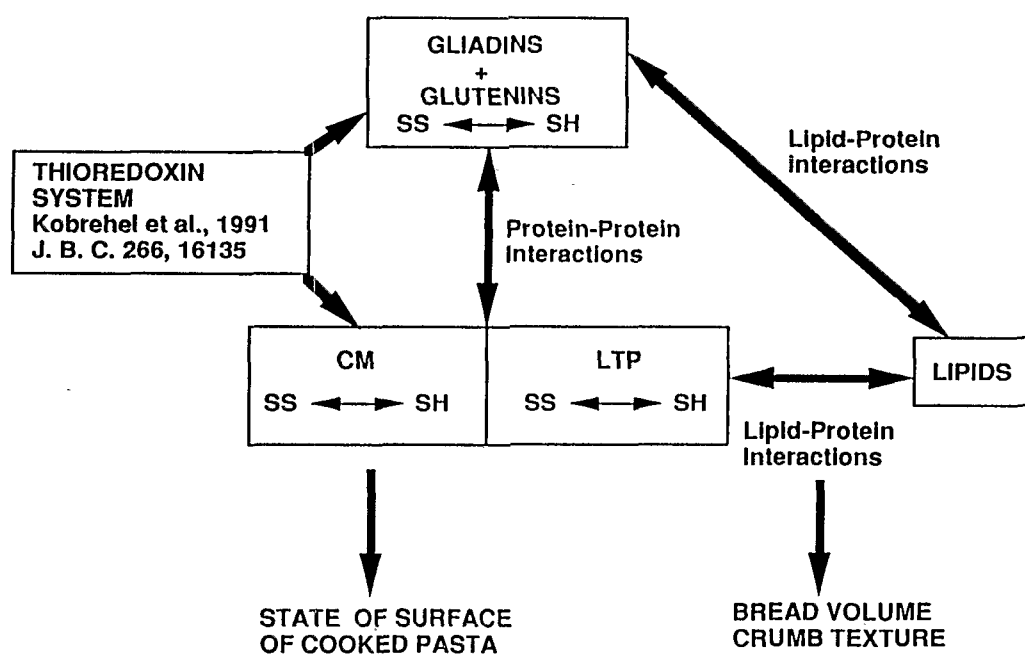 GLIADINS
+
GLUTENINS
SS SH
THIOREDOXIN
SYSTEM
Kobrehel et al., 1991
J. B. C. 266, 16135
Lipid-Protein
Interactions
Protein-Protein
Interactions
CM
SS SH
LTP
SS SH
LIPIDS
Lipid-Protein
Interactions
STATE OF SURFACE
OF COOKED PASTA
BREAD VOLUME
CRUMB TEXTURE